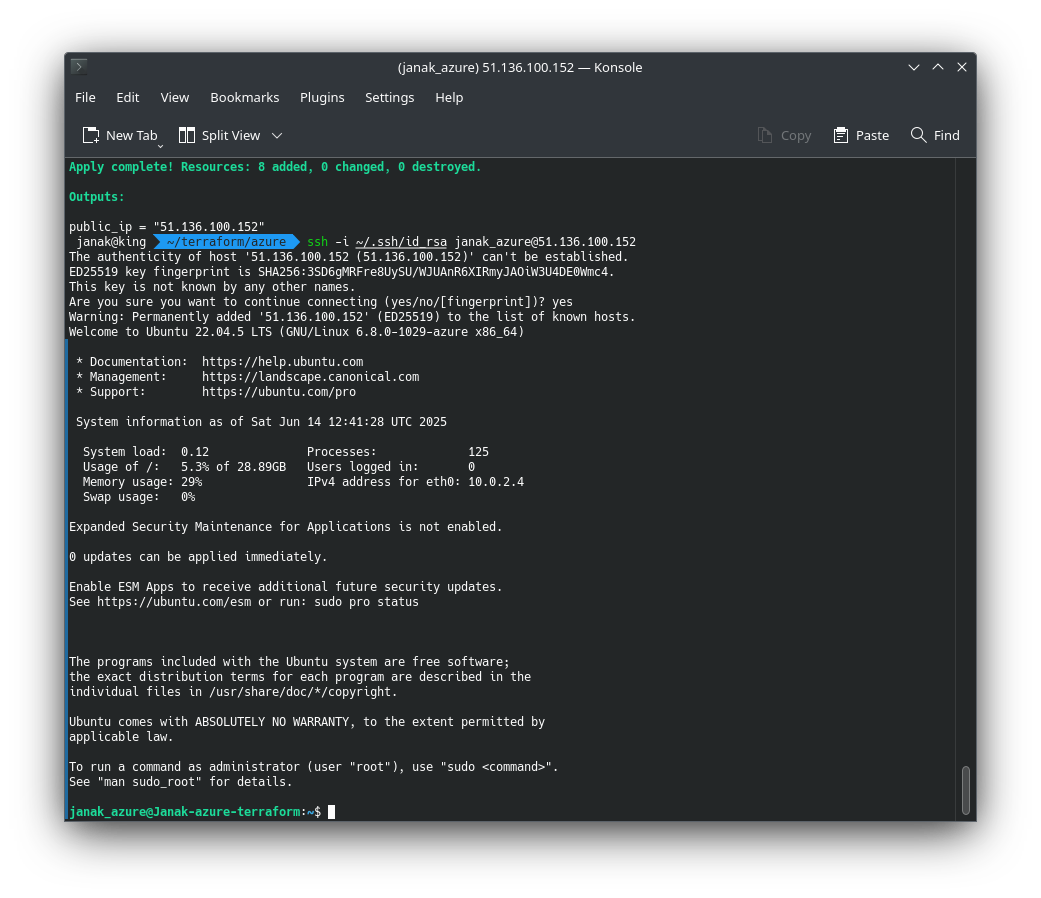 (janak_azure) 51.136.100.152 — Konsole
File Edit View Bookmarks Plugins Settings Help
New Tab Split View Copy Paste Find
Apply complete! Resources: 8 added, 0 changed, 0 destroyed.
Outputs:
public_ip = "51.136.100.152"
janak@king ~/terraform/azure ssh -i ~/.ssh/id_rsa janak_azure@51.136.100.152
The authenticity of host '51.136.100.152 (51.136.100.152)' can't be established.
ED25519 key fingerprint is SHA256:3SD6gMRFre8UySU/WJUAnR6XIRmyJAOiW3U4DE0Wmc4.
This key is not known by any other names.
Are you sure you want to continue connecting (yes/no/[fingerprint])? yes
Warning: Permanently added '51.136.100.152' (ED25519) to the list of known hosts.
Welcome to Ubuntu 22.04.5 LTS (GNU/Linux 6.8.0-1029-azure x86_64)
* Documentation:  https://help.ubuntu.com
* Management:     https://landscape.canonical.com
* Support:        https://ubuntu.com/pro
System information as of Sat Jun 14 12:41:28 UTC 2025
System load:  0.12              Processes:             125
Usage of /:   5.3% of 28.89GB   Users logged in:       0
Memory usage: 29%               IPv4 address for eth0: 10.0.2.4
Swap usage:   0%
Expanded Security Maintenance for Applications is not enabled.
0 updates can be applied immediately.
Enable ESM Apps to receive additional future security updates.
See https://ubuntu.com/esm or run: sudo pro status
The programs included with the Ubuntu system are free software;
the exact distribution terms for each program are described in the
individual files in /usr/share/doc/*/copyright.
Ubuntu comes with ABSOLUTELY NO WARRANTY, to the extent permitted by
applicable law.
To run a command as administrator (user "root"), use "sudo <command>".
See "man sudo_root" for details.
janak_azure@Janak-azure-terraform:~$